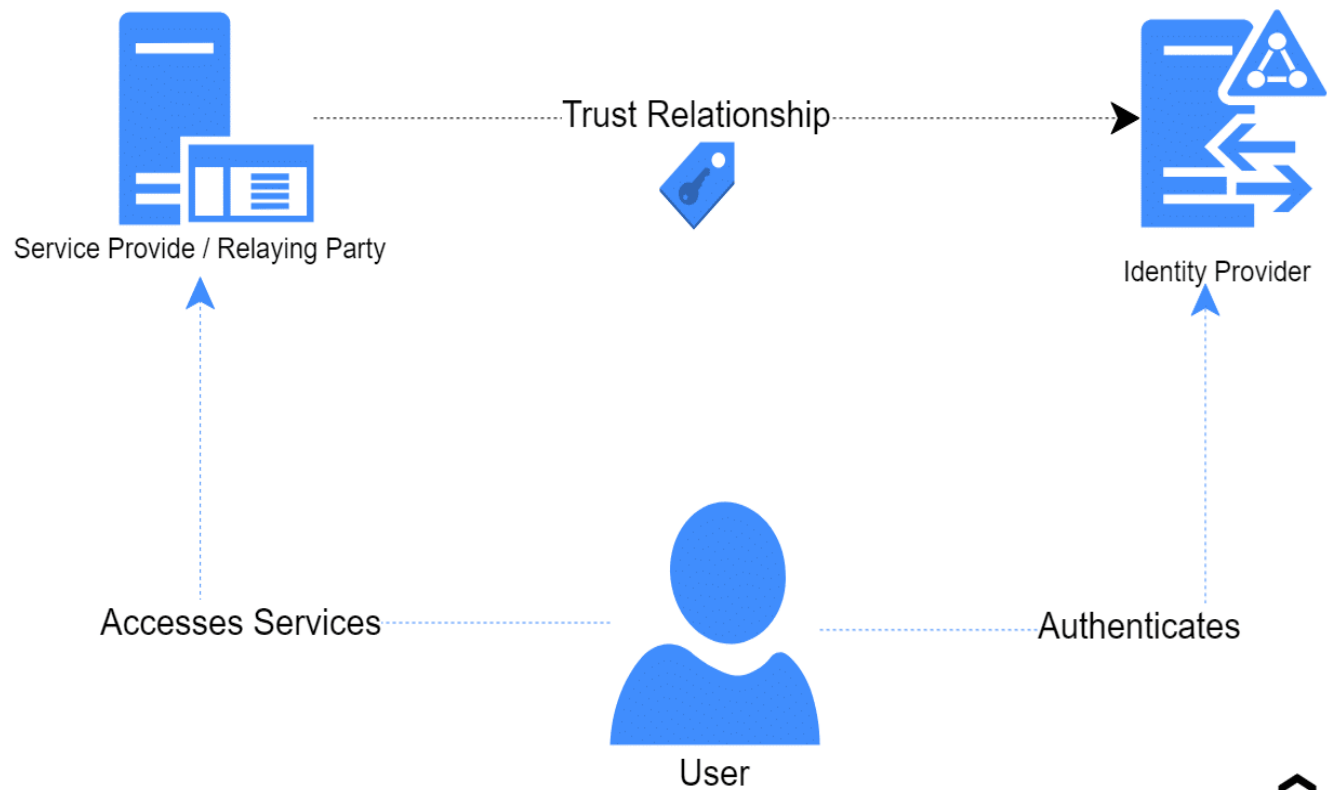 Trust Relationship
Service Provide / Relaying Party
Identity Provider
Accesses Services
Authenticates
User